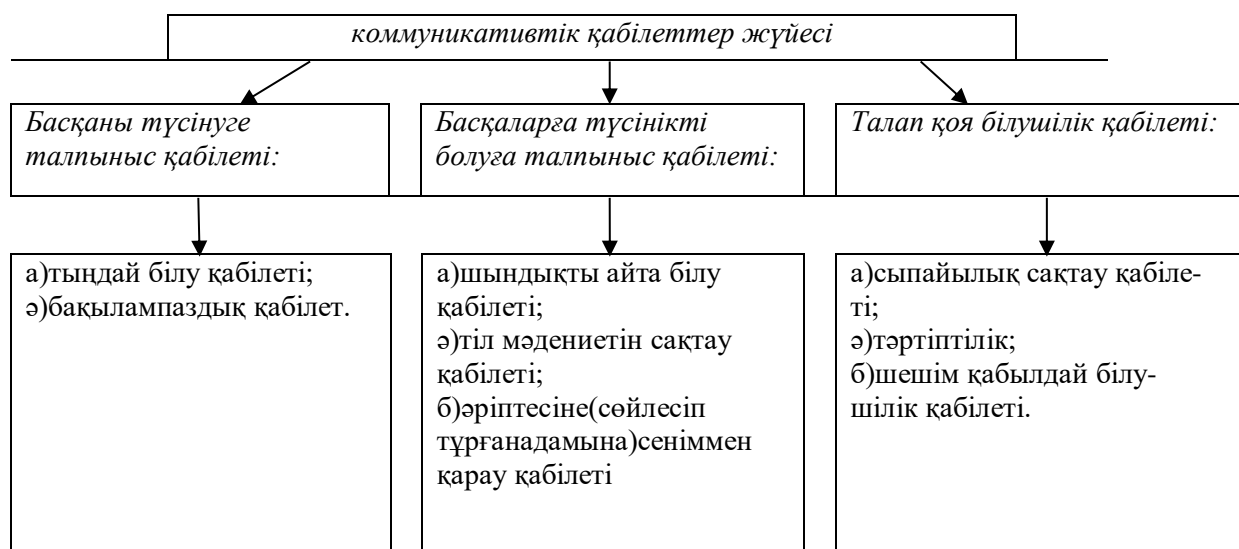 коммуникативтік қабілеттер жүйесі
Басқаны түсінуге
талпыныс қабілеті:
Басқаларға түсінікті
болуға талпыныс қабілеті:
Талап қоя білушілік қабілеті:
а)тыңдай білу қабілеті;
ә)бақылампаздық қабілет.
а)шындықты айта білу
қабілеті;
ә)тіл мәдениетін сақтау
қабілеті;
б)әріптесіне(сөйлесіп
тұрғанадамына)сеніммен
қарау қабілеті
а)сыпайылық сақтау қабіле-
ті;
ә)тәртіптілік;
б)шешім қабылдай білу-
шілік қабілеті.